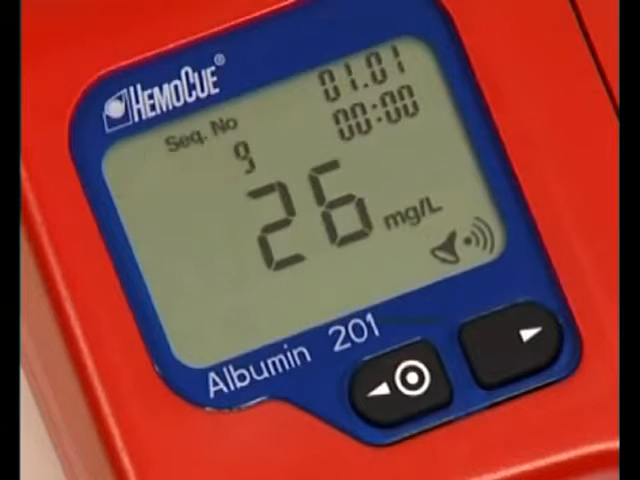 HEMOCUE®
01.01
Seq. No
00:00
9
26 mg/L
Albumin 201